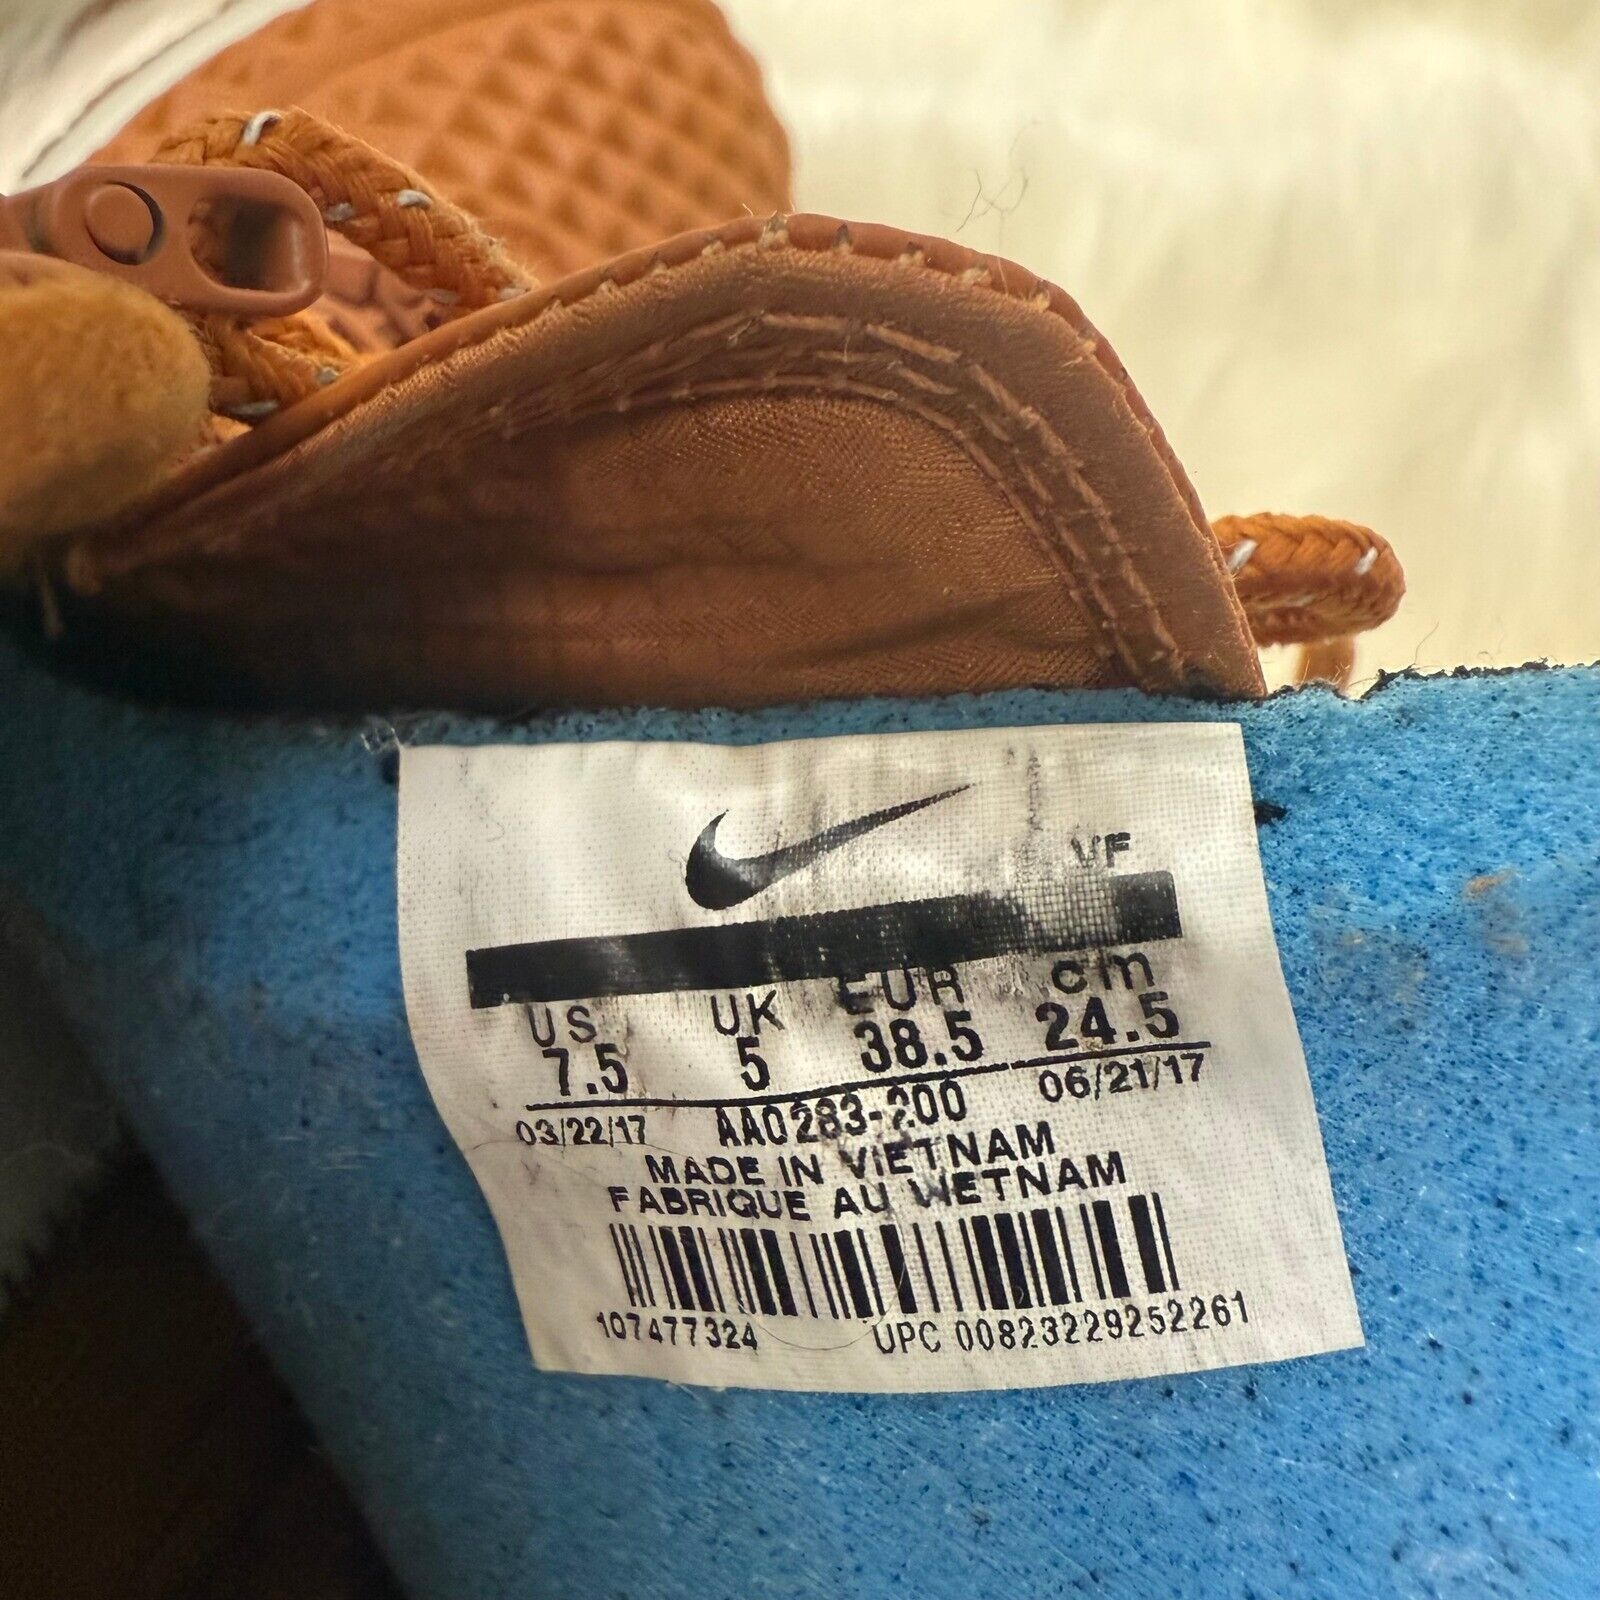 VF
US UK EUR cm
7.5 5 38.5 24.5
03/22/17 AA0283-200 06/21/17
MADE IN VIETNAM
FABRIQUE AU VIETNAM
107477324 UPC 00823229252261